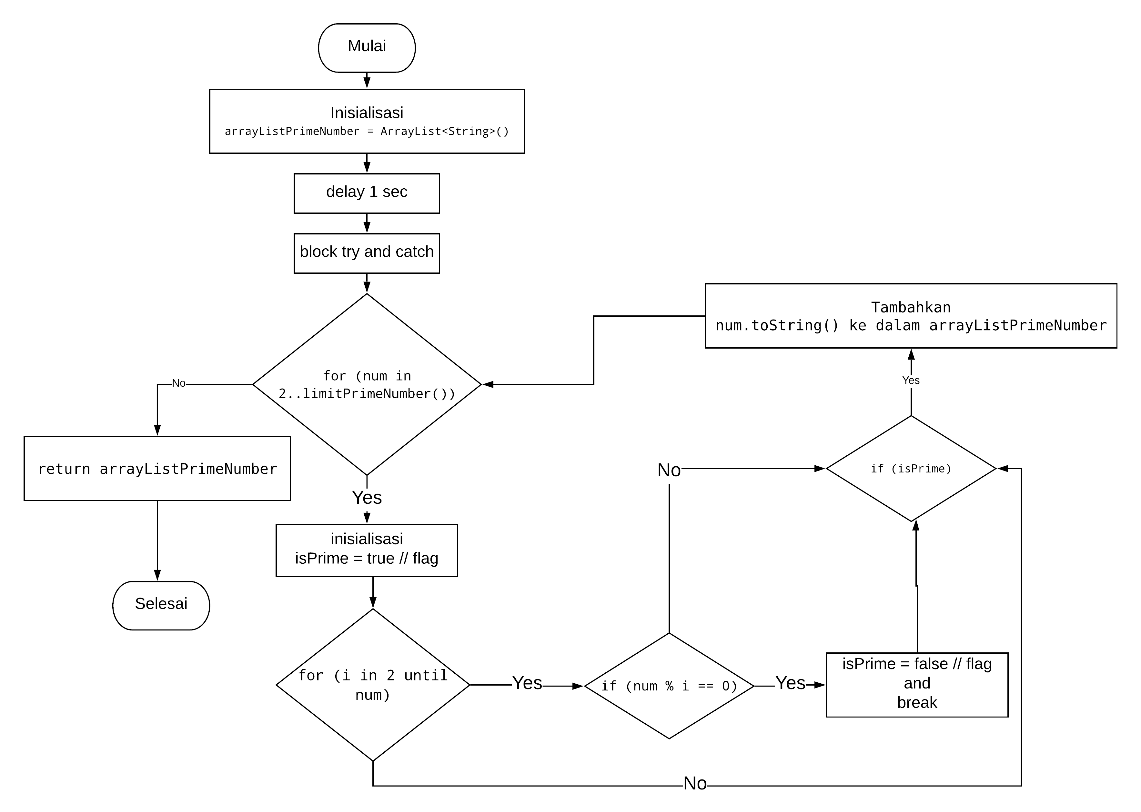 Mulai
Inisialisasi
arrayListPrimeNumber = ArrayList<String>()
delay 1 sec
block try and catch
for (num in
2..limitPrimeNumber())
No
return arrayListPrimeNumber
Selesai
Yes
inisialisasi
isPrime = true // flag
for (i in 2 until
num)
Yes
if (num % i == 0)
No
Yes
isPrime = false // flag
and
break
No
if (isPrime)
Yes
Tambahkan
num.toString() ke dalam arrayListPrimeNumber